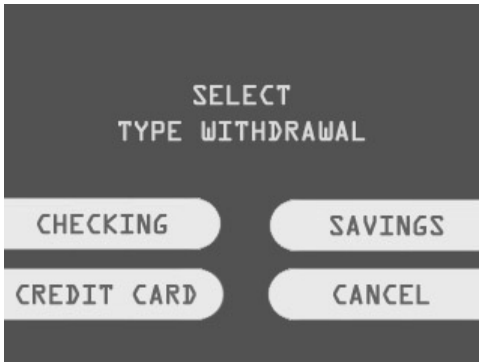 SELECT
TYPE WITHDRAWAL
CHECKING
SAVINGS
CREDIT CARD
CANCEL